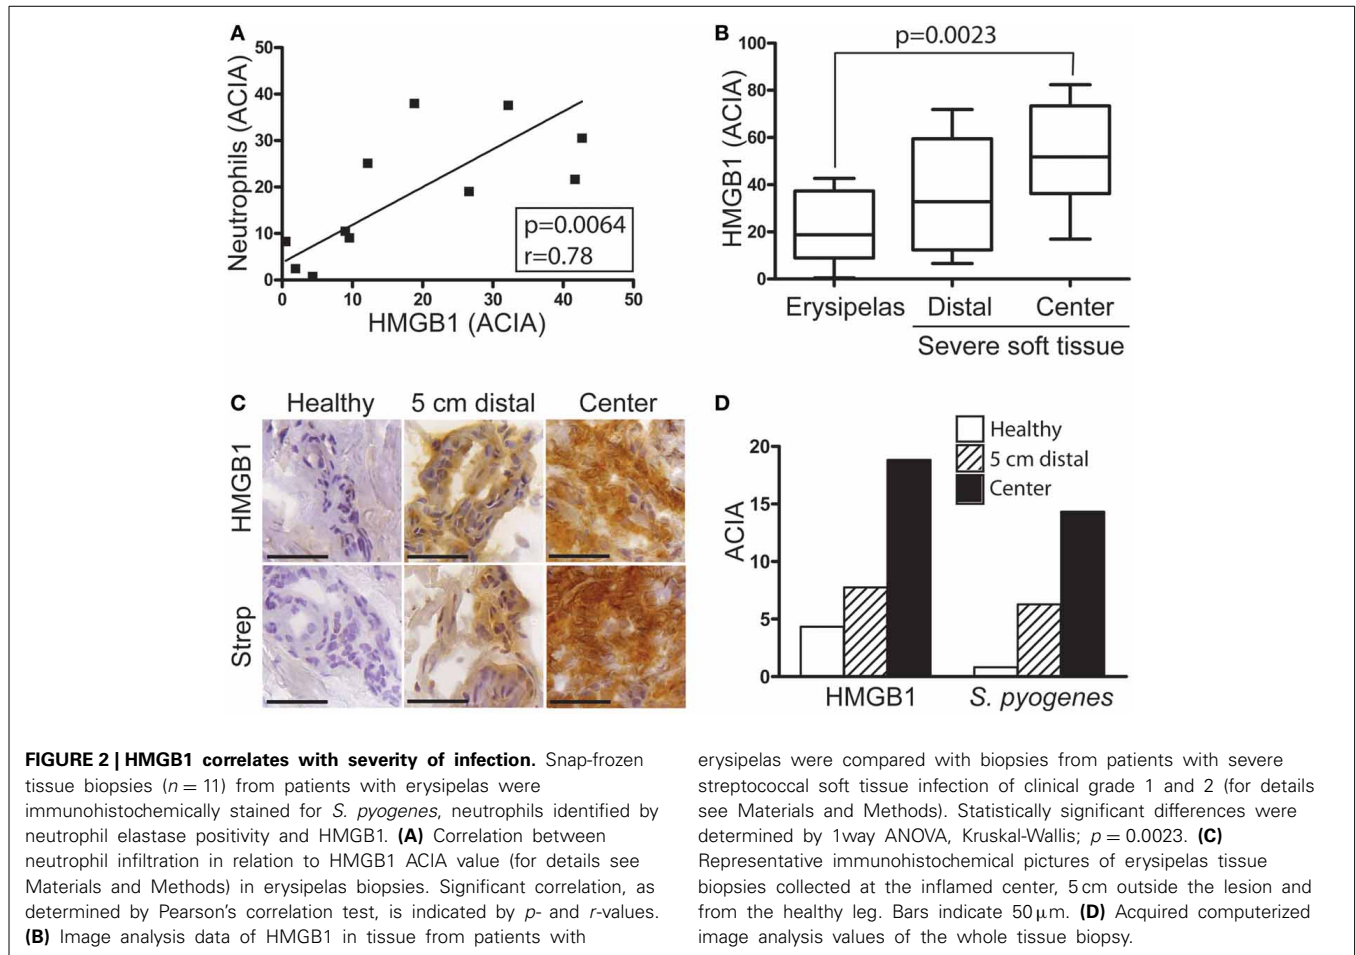 A
Neutrophils (ACIA)
50
40
30
20
10
0
0 10 20 30 40 50
HMGB1 (ACIA)
p=0.0064
r=0.78
B
HMGB1 (ACIA)
100
80
60
40
20
0
p=0.0023
Erysipelas Distal Center
Severe soft tissue
C
Healthy 5 cm distal Center
HMGB1
Strep
D
ACIA
20
15
10
5
0
Healthy
5 cm distal
Center
HMGB1 S. pyogenes
FIGURE 2 | HMGB1 correlates with severity of infection. Snap-frozen
tissue biopsies (n = 11) from patients with erysipelas were
immunohistochemically stained for S. pyogenes, neutrophils identified by
neutrophil elastase positivity and HMGB1. (A) Correlation between
neutrophil infiltration in relation to HMGB1 ACIA value (for details see
Materials and Methods) in erysipelas biopsies. Significant correlation, as
determined by Pearson's correlation test, is indicated by p- and r-values.
(B) Image analysis data of HMGB1 in tissue from patients with
erysipelas were compared with biopsies from patients with severe
streptococcal soft tissue infection of clinical grade 1 and 2 (for details
see Materials and Methods). Statistically significant differences were
determined by 1way ANOVA, Kruskal-Wallis; p = 0.0023. (C)
Representative immunohistochemical pictures of erysipelas tissue
biopsies collected at the inflamed center, 5 cm outside the lesion and
from the healthy leg. Bars indicate 50 μm. (D) Acquired computerized
image analysis values of the whole tissue biopsy.